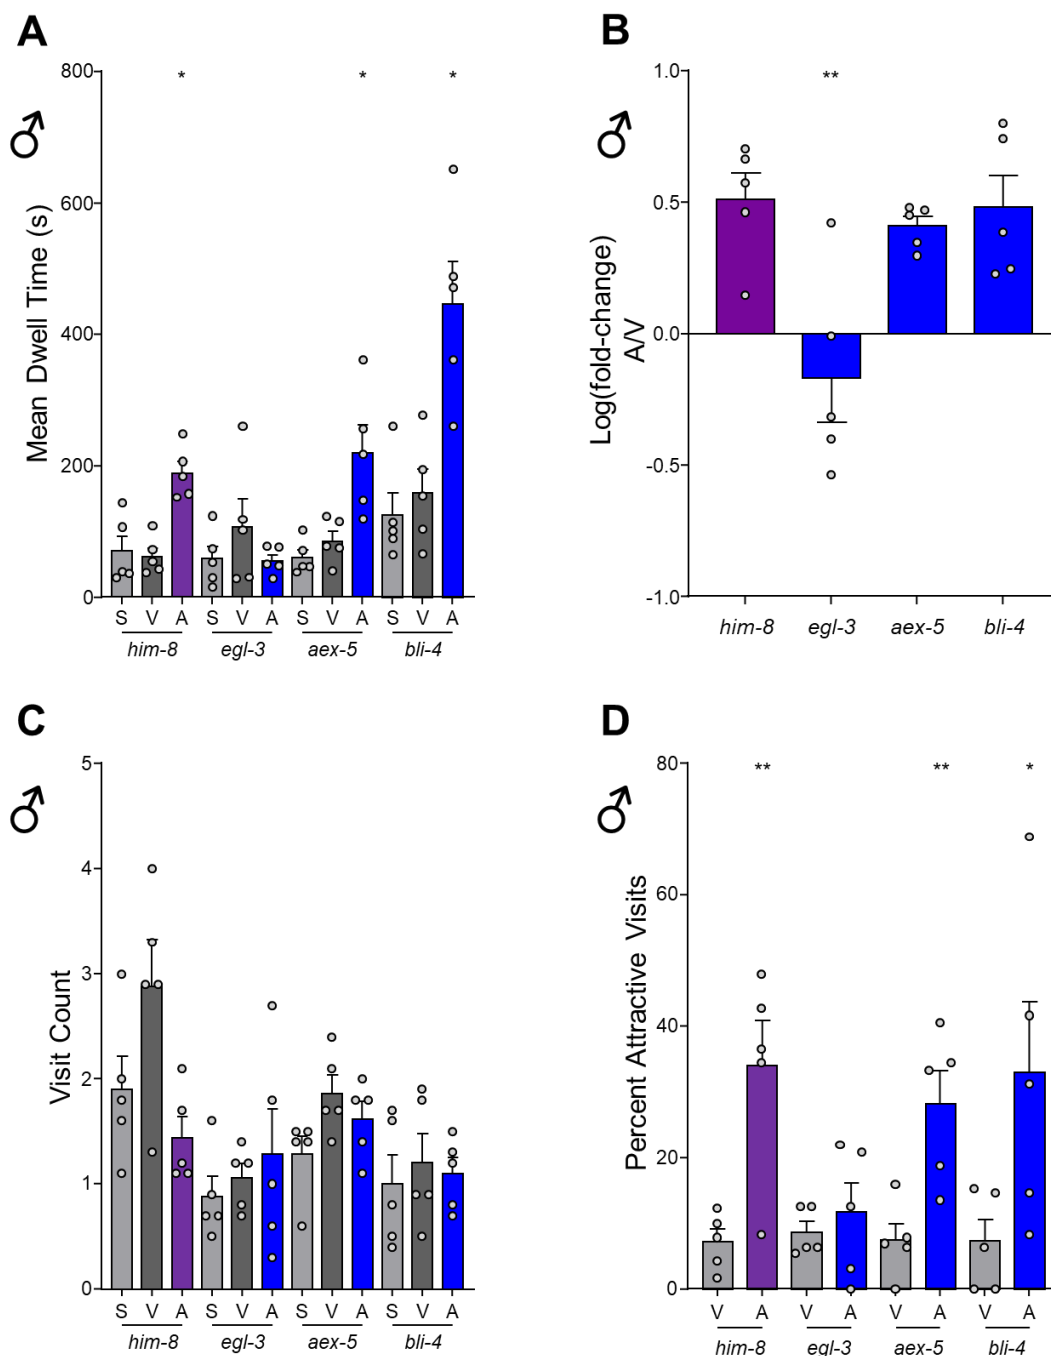 A
Mean Dwell Time (s)
800
600
400
200
0
* * *
S V A S V A S V A S V A
him-8 egl-3 aex-5 bli-4
B
Log(fold-change)
A/V
1.0
0.5
0.0
-0.5
-1.0
**
him-8 egl-3 aex-5 bli-4
C
Visit Count
5
4
3
2
1
0
S V A S V A S V A S V A
him-8 egl-3 aex-5 bli-4
D
Percent Attractive Visits
80
60
40
20
0
** ** *
V A V A V A V A
him-8 egl-3 aex-5 bli-4